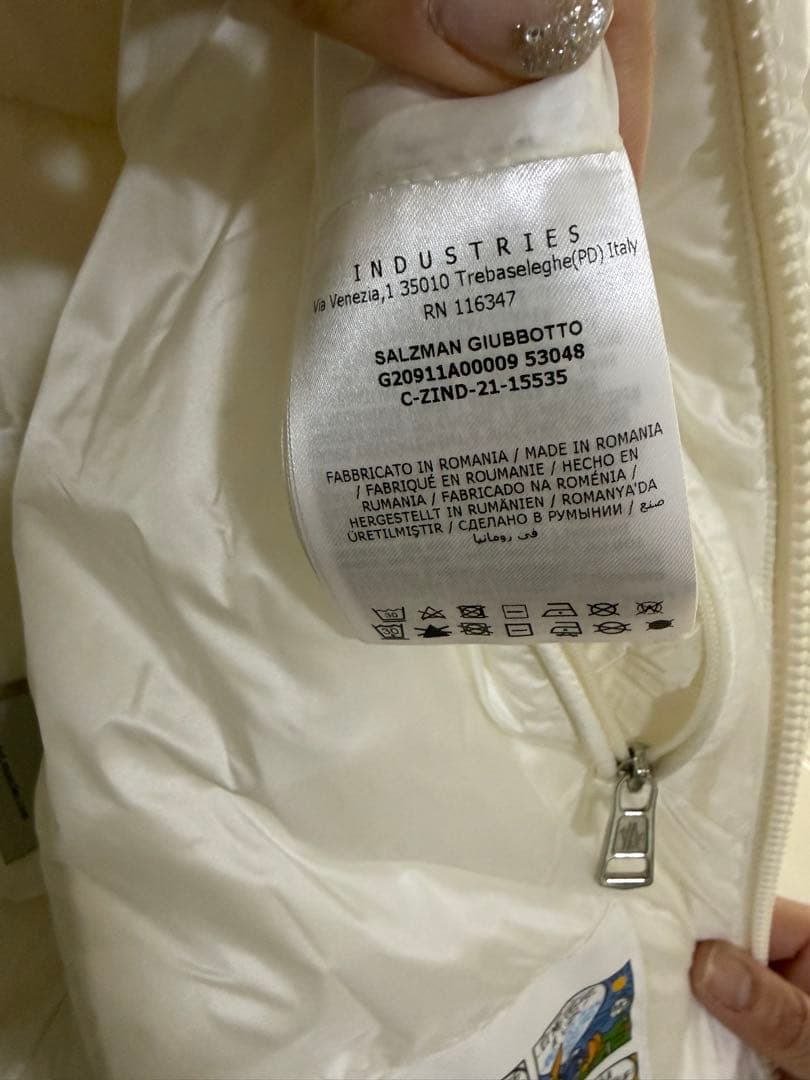 INDUSTRIES
Via Venezia,1 35010 Trebaseleghe(PD) Italy
RN 116347
SALZMAN GIUBBOTTO
G20911A00009 53048
C-ZIND-21-15535
FABBRICATO IN ROMANIA / MADE IN ROMANIA
/ FABRIQUÉ EN ROUMANIE / HECHO EN
RUMANIA / FABRICADO NA ROMÉNIA /
HERGESTELLT IN RUMÄNIEN / ROMANYA'DA
ÜRETILMIŞTIR / СДЕЛАНО В РУМЫНИИ / صنع
في رومانيا
30
30